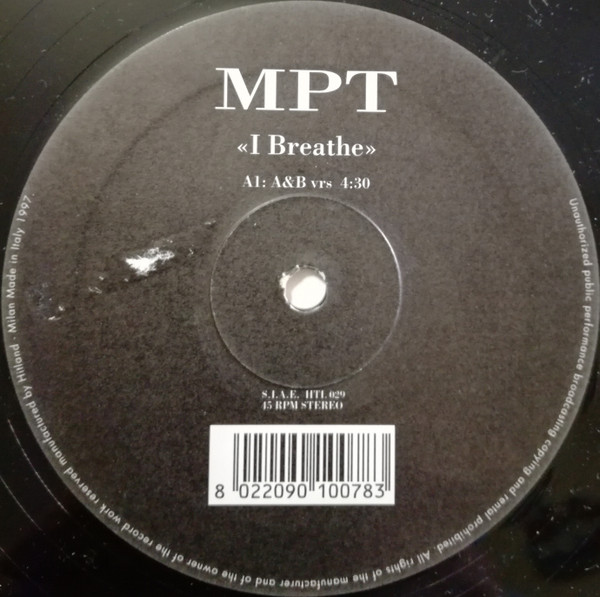 MPT
«I Breathe»
A1: A&B vrs 4:30
S.I.A.E. HTL 029
45 RPM STEREO
8 022090 100783
Unauthorized public performance broadcasting copying and rental prohibited. All rights of the manufacturer and of the owner of the record work reserved manufactured by Hitland - Milan Made in Italy 1997